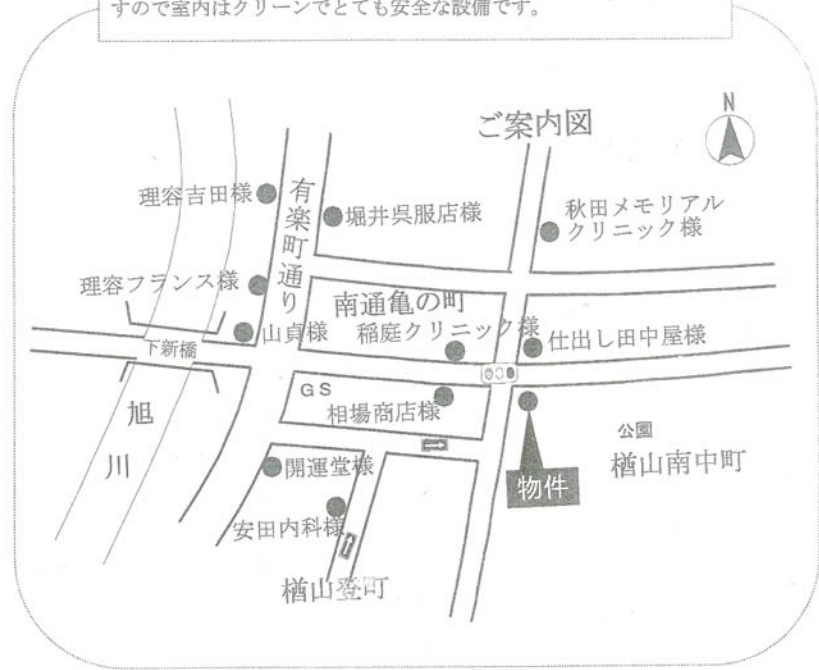 すので室内はクリーンでとても安全な設備です。
ご案内図
N
理容吉田様
有楽町通り
堀井呉服店様
秋田メモリアル
クリニック様
理容フランス様
南通亀の町
山貞様
稲庭クリニック様
仕出し田中屋様
下新橋
GS
相場商店様
旭川
公園
楢山南中町
開運堂様
物件
安田内科様
楢山登町